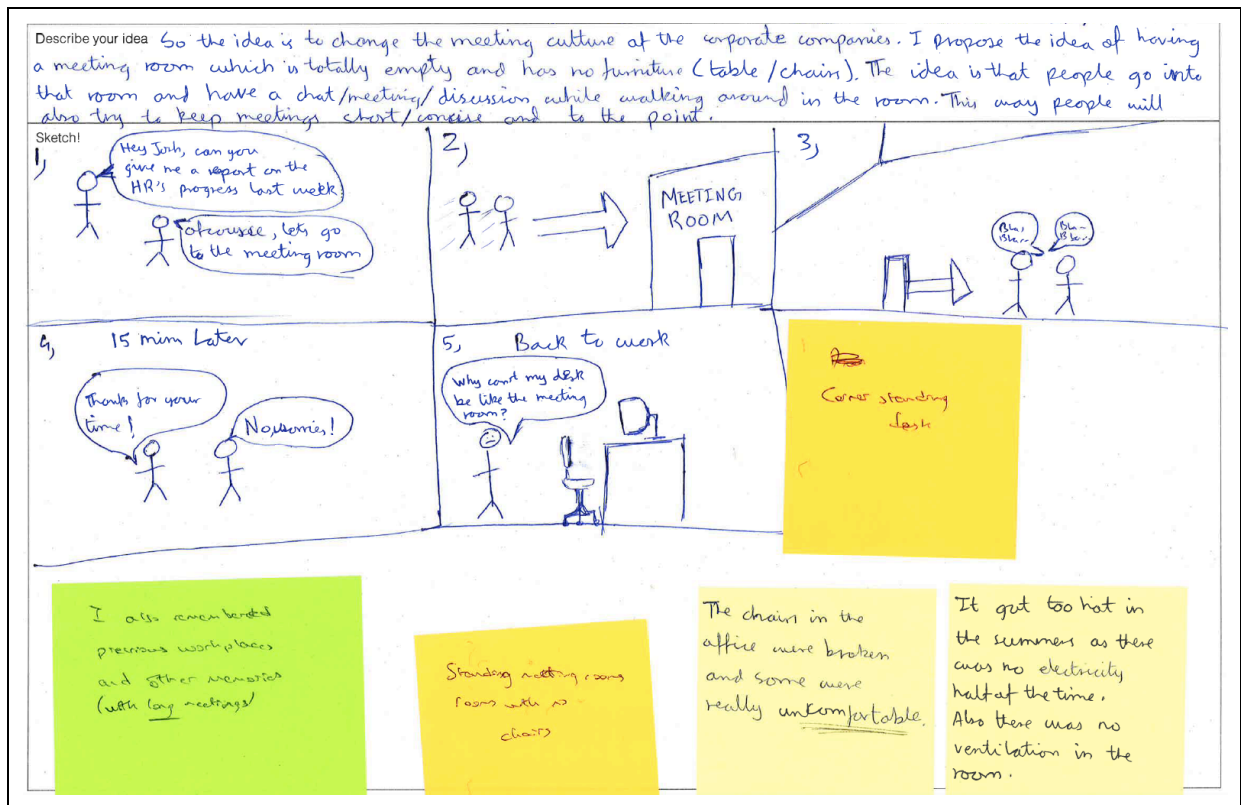 Describe your idea So the idea is to change the meeting culture of the corporate companies. I propose the idea of having
a meeting room which is totally empty and has no furniture (table/chairs). The idea is that people go into
that room and have a chat/meeting/discussion while walking around in the room. This way people will
also try to keep meetings short/concise and to the point.
Sketch!
1,
Hey Josh, can you
give me a report on the
HR's progress last week
ofcourse, lets go
to the meeting room
2,
MEETING
ROOM
3,
Bla,
Bla...
Bla-
Bla...
4, 15 min Later
Thanks for your
time!
No, worries!
5, Back to work
Why can't my desk
be like the meeting
room?
Corner standing
desk
I also remembered
previous workplaces
and other memories
(with long meetings)
Standing meeting rooms
rooms with no
chairs
The chairs in the
office were broken
and some were
really uncomfortable.
It got too hot in
the summers as there
was no electricity
half of the time.
Also there was no
ventilation in the
room.